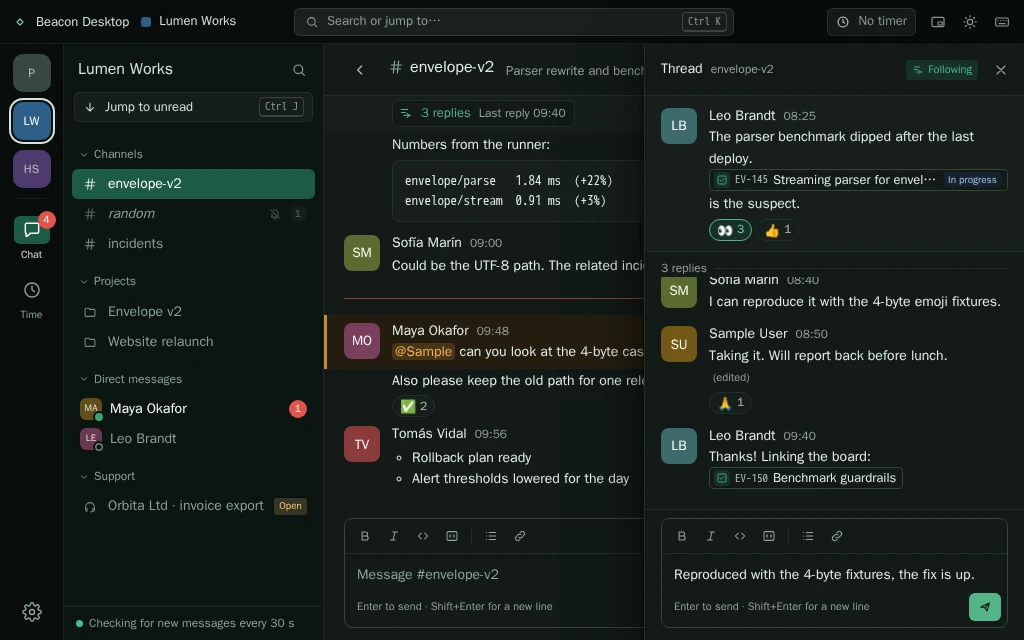 Beacon Desktop
Lumen Works
Search or jump to⋯
Ctrl K
No timer
P
LW
HS
4
Chat
Time
Lumen Works
Jump to unread
Ctrl J
Channels
# envelope-v2
# random
1
# incidents
Projects
Envelope v2
Website relaunch
Direct messages
MA
Maya Okafor
1
LE
Leo Brandt
Support
Orbita Ltd · invoice export
Open
Checking for new messages every 30 s
# envelope-v2
Parser rewrite and bench
3 replies Last reply 09:40
Numbers from the runner:
envelope/parse 1.84 ms (+22%)
envelope/stream 0.91 ms (+3%)
SM
Sofía Marín 09:00
Could be the UTF-8 path. The related inci
MO
Maya Okafor 09:48
@Sample can you look at the 4-byte cas
Also please keep the old path for one rel
✅ 2
TV
Tomás Vidal 09:56
Rollback plan ready
Alert thresholds lowered for the day
B I
Message #envelope-v2
Enter to send · Shift+Enter for a new line
Thread envelope-v2
Following
LB
Leo Brandt 08:25
The parser benchmark dipped after the last
deploy.
EV-145 Streaming parser for envel⋯ In progress
is the suspect.
👀 3 👍 1
3 replies
SM
Sofía Marín 08:40
I can reproduce it with the 4-byte emoji fixtures.
SU
Sample User 08:50
Taking it. Will report back before lunch.
(edited)
🙏 1
LB
Leo Brandt 09:40
Thanks! Linking the board:
EV-150 Benchmark guardrails
B I
Reproduced with the 4-byte fixtures, the fix is up.
Enter to send · Shift+Enter for a new line